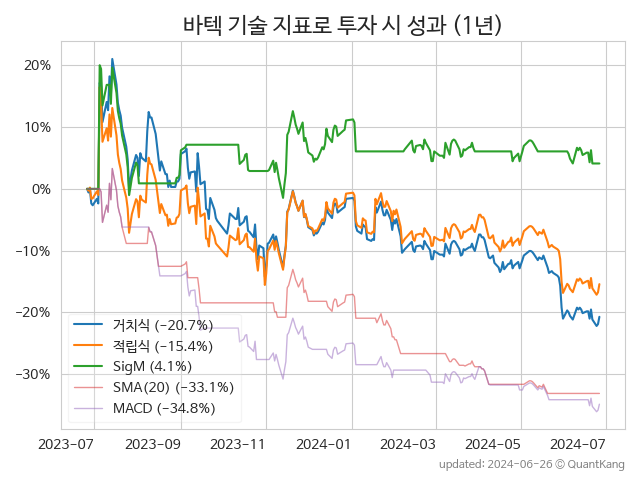 바텍 기술 지표로 투자 시 성과 (1년)
20%
10%
0%
−10%
−20%
−30%
거치식 (−20.7%)
적립식 (−15.4%)
SigM (4.1%)
SMA(20) (−33.1%)
MACD (−34.8%)
2023-07 2023-09 2023-11 2024-01 2024-03 2024-05 2024-07
updated: 2024-06-26 © QuantKang